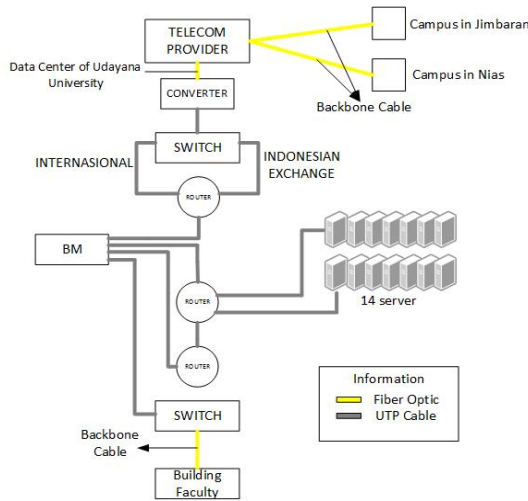 TELECOM
PROVIDER
Campus in Jimbaran
Campus in Nias
Backbone Cable
Data Center of Udayana
University
CONVERTER
SWITCH
INTERNASIONAL
INDONESIAN
EXCHANGE
ROUTER
BM
ROUTER
14 server
ROUTER
Information
Fiber Optic
UTP Cable
SWITCH
Backbone
Cable
Building
Faculty